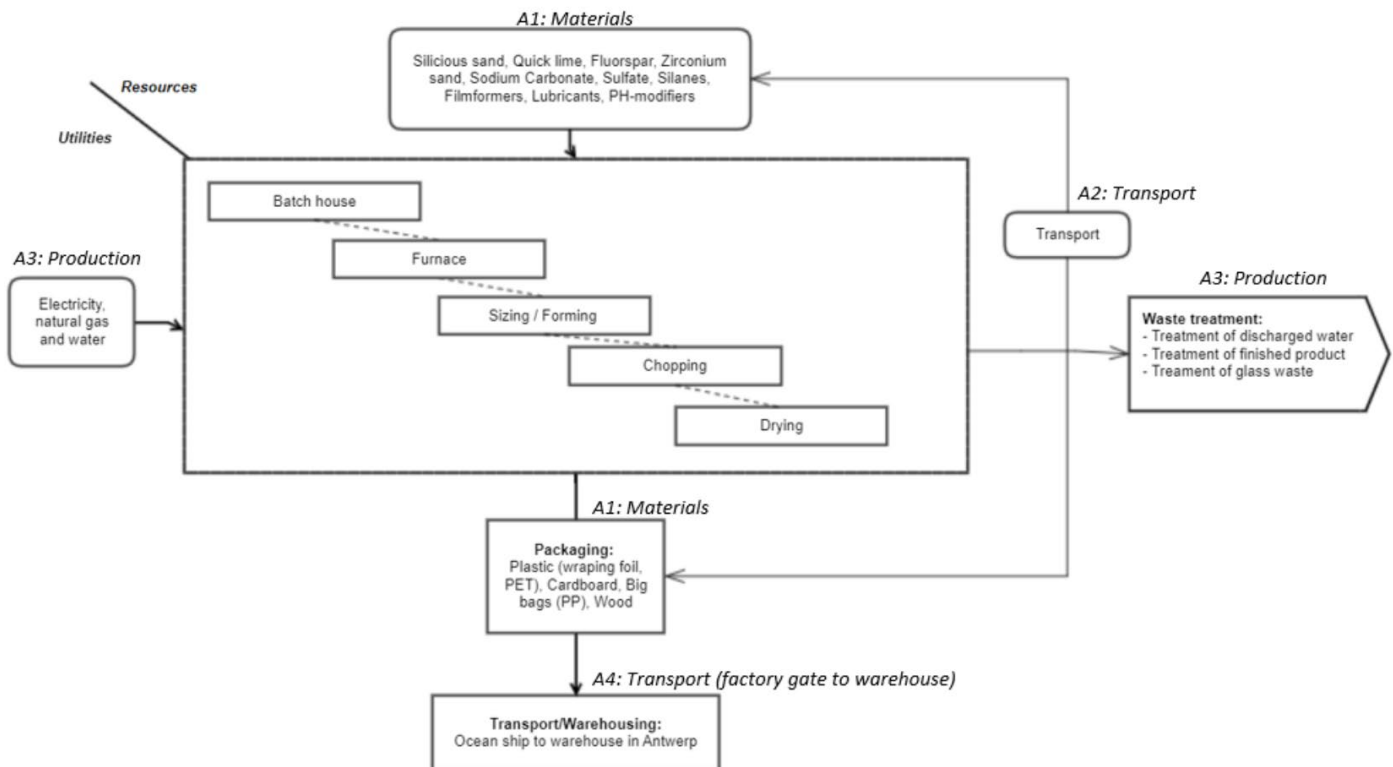 A1: Materials
Silicious sand, Quick lime, Fluorspar, Zirconium
sand, Sodium Carbonate, Sulfate, Silanes,
Filmformers, Lubricants, PH-modifiers
Resources
Utilities
Batch house
A2: Transport
Transport
Furnace
A3: Production
Electricity,
natural gas
and water
Sizing / Forming
Chopping
Drying
A3: Production
Waste treatment:
- Treatment of discharged water
- Treatment of finished product
- Treament of glass waste
A1: Materials
Packaging:
Plastic (wraping foil,
PET), Cardboard, Big
bags (PP), Wood
A4: Transport (factory gate to warehouse)
Transport/Warehousing:
Ocean ship to warehouse in Antwerp